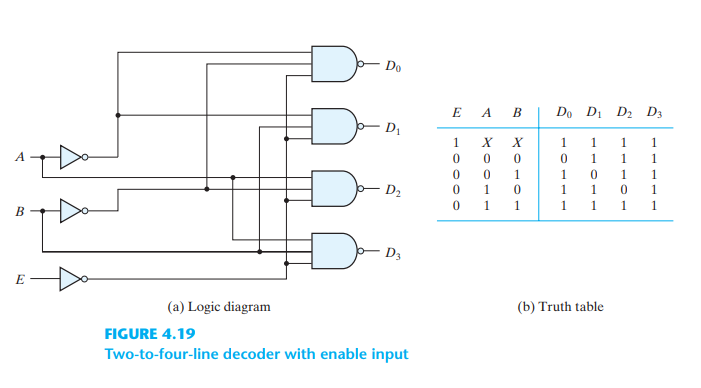 A
B
E
D0
D1
D2
D3
(a) Logic diagram
E A B D0 D1 D2 D3
1 X X 1 1 1 1
0 0 0 0 1 1 1
0 0 1 1 0 1 1
0 1 0 1 1 0 1
0 1 1 1 1 1 1
(b) Truth table
FIGURE 4.19
Two-to-four-line decoder with enable input